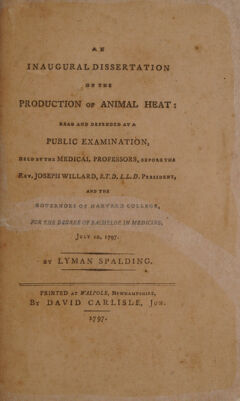 AN
INAUGURAL DISSERTATION
ON THE
PRODUCTION OF ANIMAL HEAT:
READ AND DEFENDED AT A
PUBLIC EXAMINATION,
HELD BY THE MEDICAL PROFESSORS, BEFORE THE
REV. JOSEPH WILLARD, S.T.D. LL.D. PRESIDENT,
AND THE
GOVERNORS OF HARVARD COLLEGE,
FOR THE DEGREE OF BACHELOR IN MEDICINE,
JULY 10, 1797.
BY LYMAN SPALDING.
PRINTED AT WALPOLE, NEWHAMPSHIRE,
BY DAVID CARLISLE, JUN.
1797.